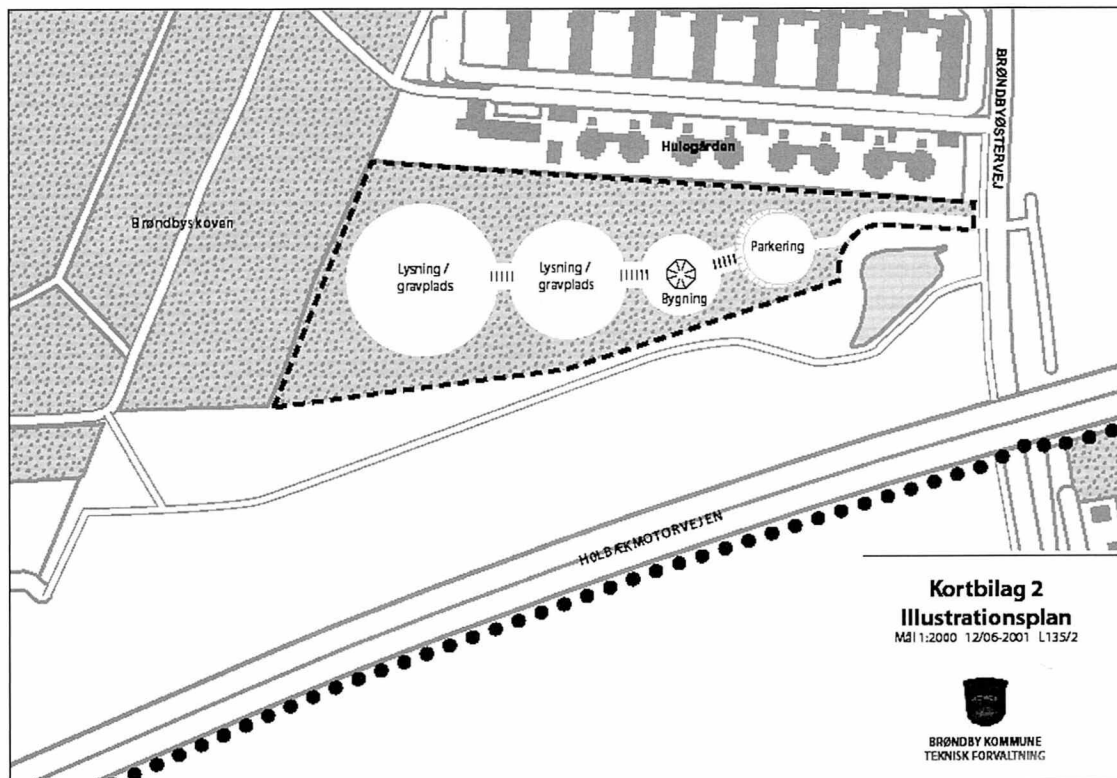 BRØNDBYØSTERVEJ
Hulegården
Brøndbyskoven
Parkering
Lysning /
gravplads
Lysning /
gravplads
Bygning
HOLBÆKMOTORVEJEN
Kortbilag 2
Illustrationsplan
Mål 1:2000 12/06-2001 L135/2
BRØNDBY KOMMUNE
TEKNISK FORVALTNING